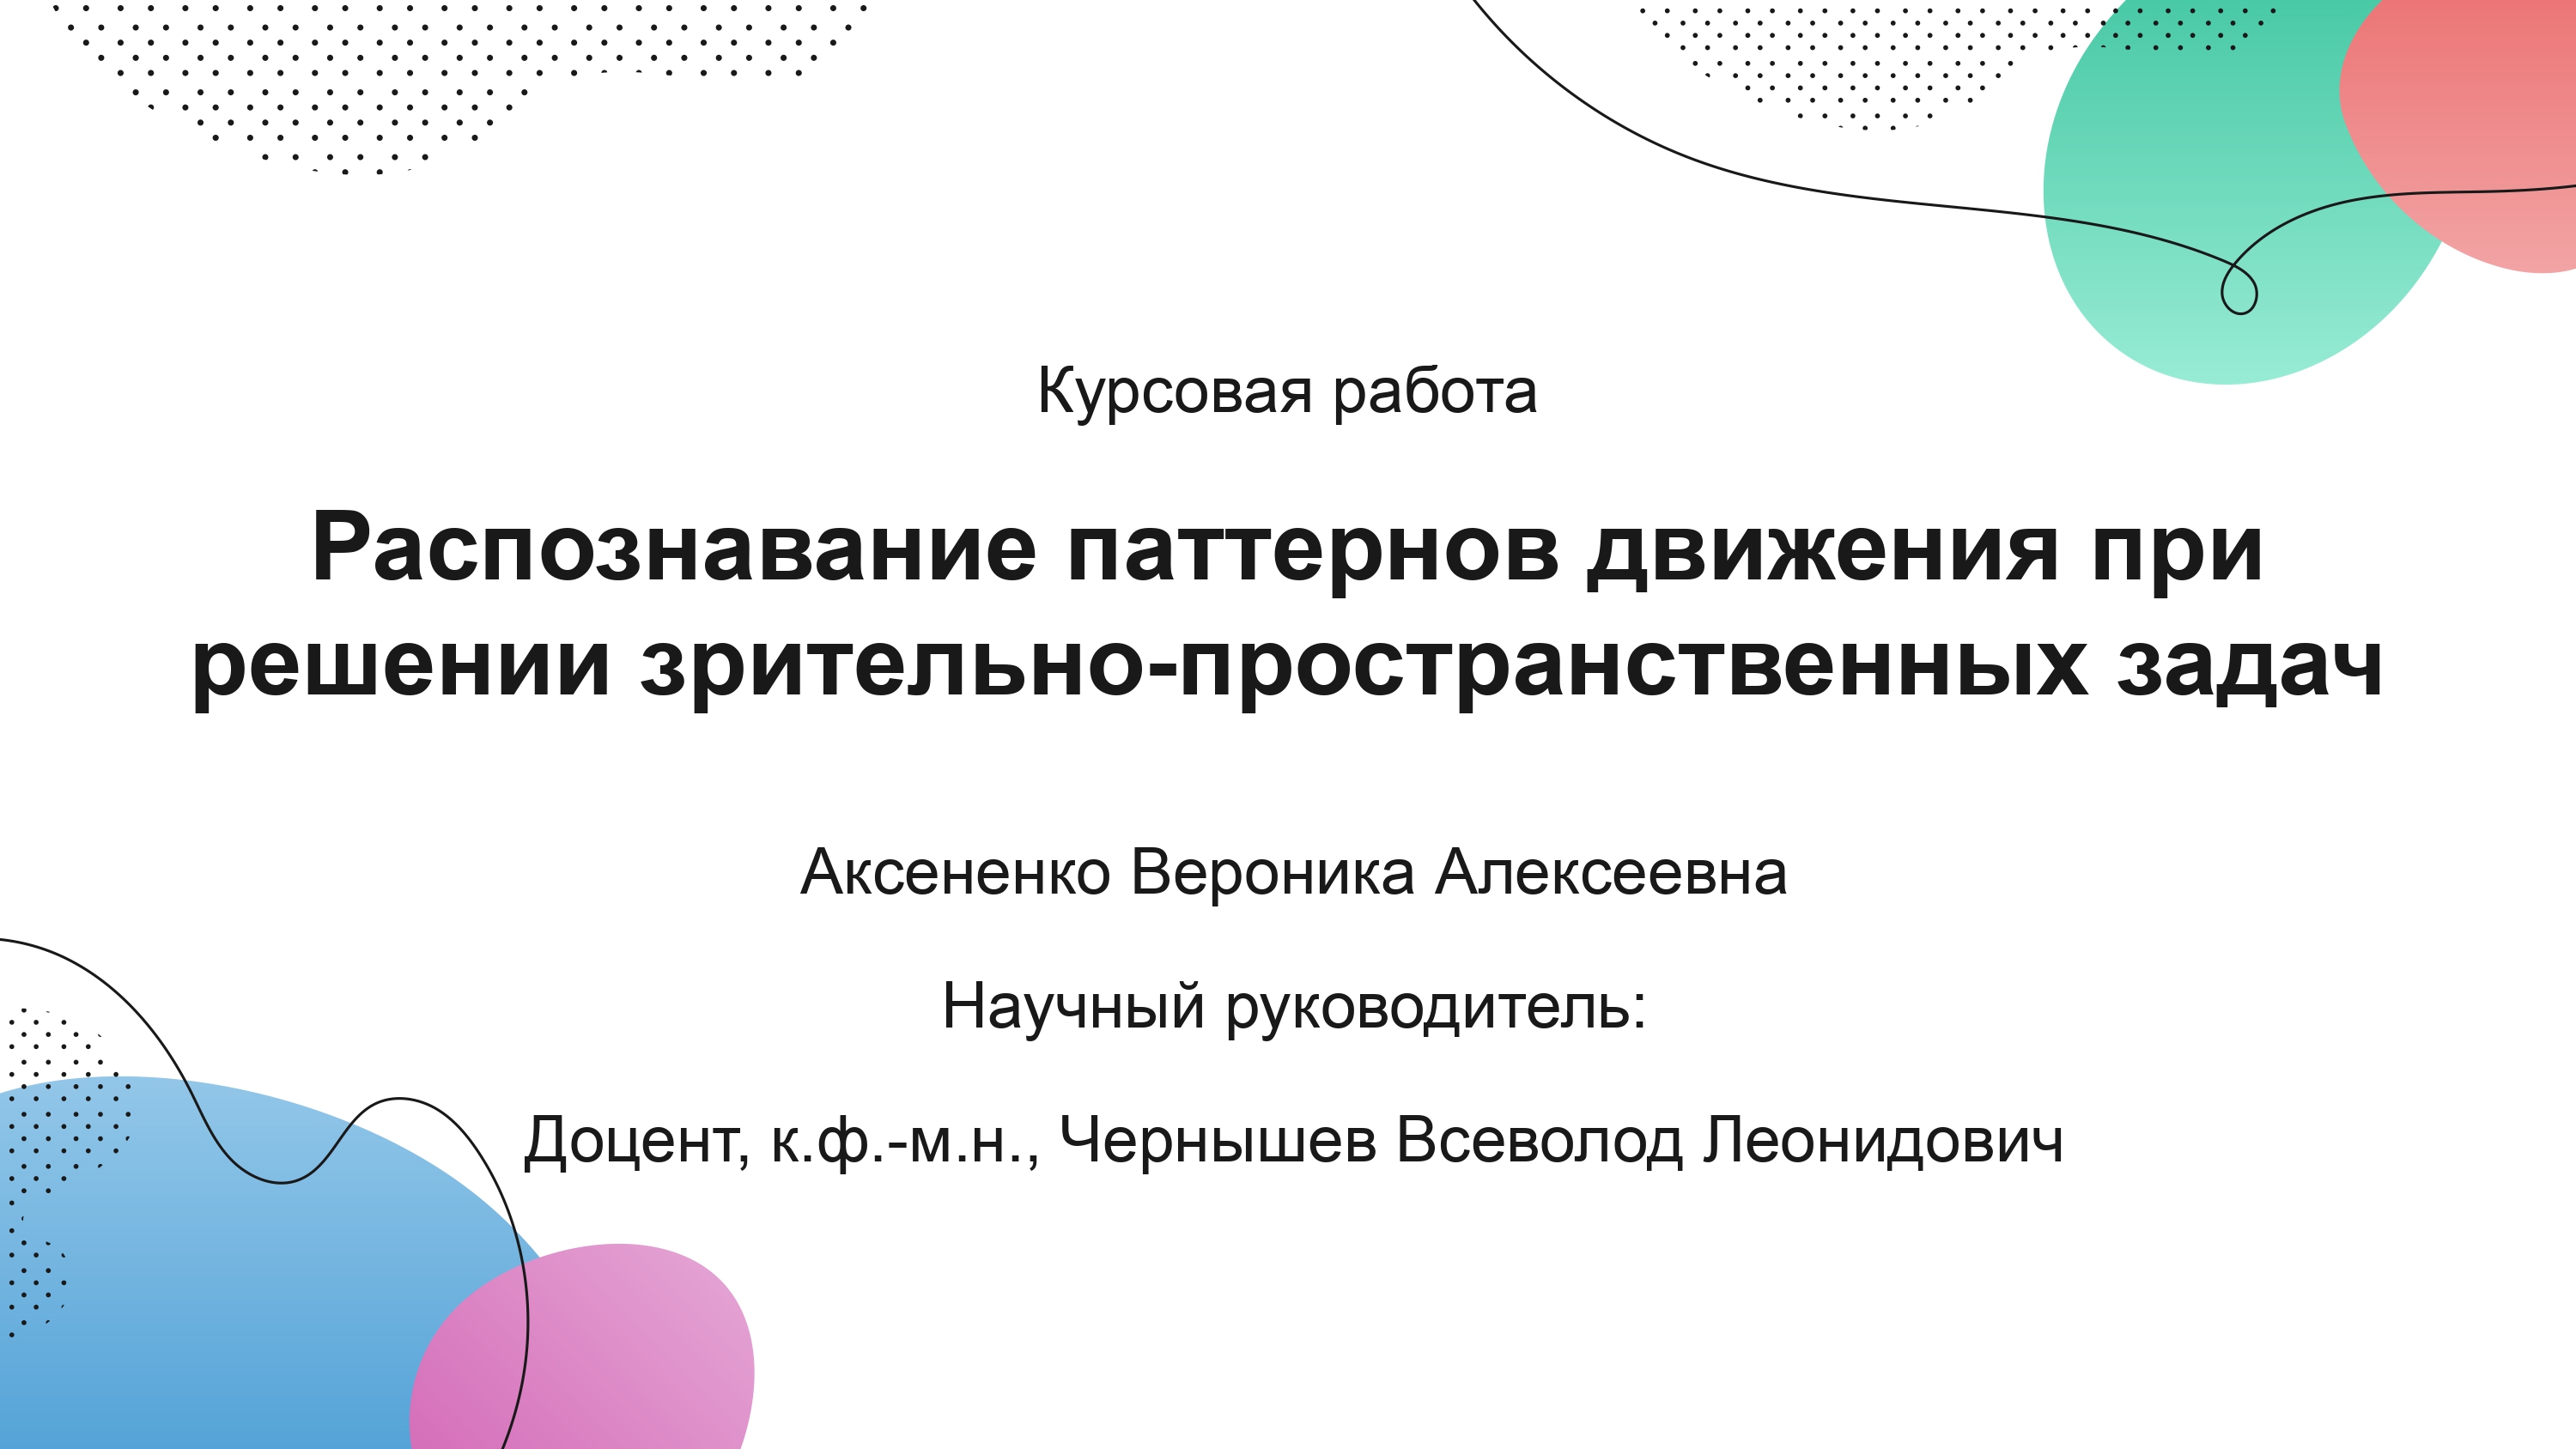 Курсовая работа
Распознавание паттернов движения при
решении зрительно-пространственных задач
Аксененко Вероника Алексеевна
Научный руководитель:
Доцент, к.ф.-м.н., Чернышев Всеволод Леонидович